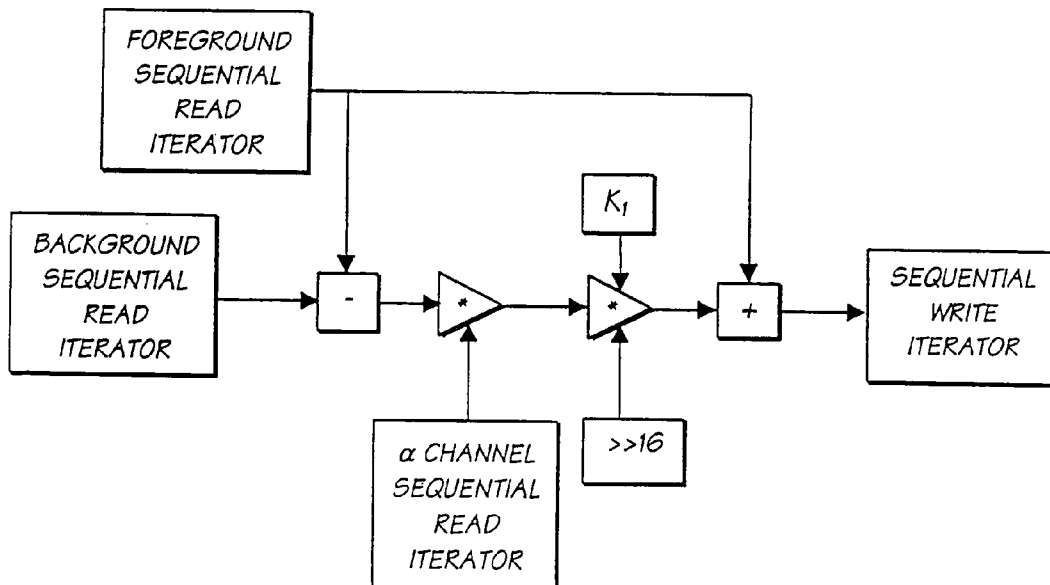 FOREGROUND
SEQUENTIAL
READ
ITERATOR
BACKGROUND
SEQUENTIAL
READ
ITERATOR
-
*
K₁
*
>>16
+
SEQUENTIAL
WRITE
ITERATOR
α CHANNEL
SEQUENTIAL
READ
ITERATOR